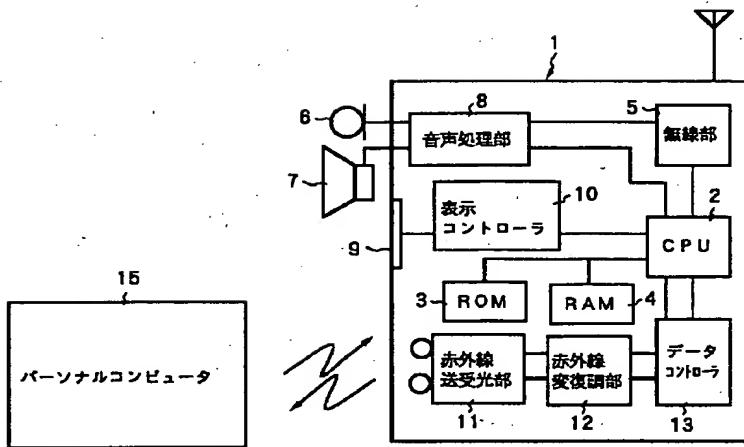 1
6
8
音声処理部
5
無線部
7
10
表示
コントローラ
2
CPU
9
3
ROM
RAM
4
15
パーソナルコンピュータ
赤外線
送受光部
11
赤外線
変復調部
12
データ
コントローラ
13